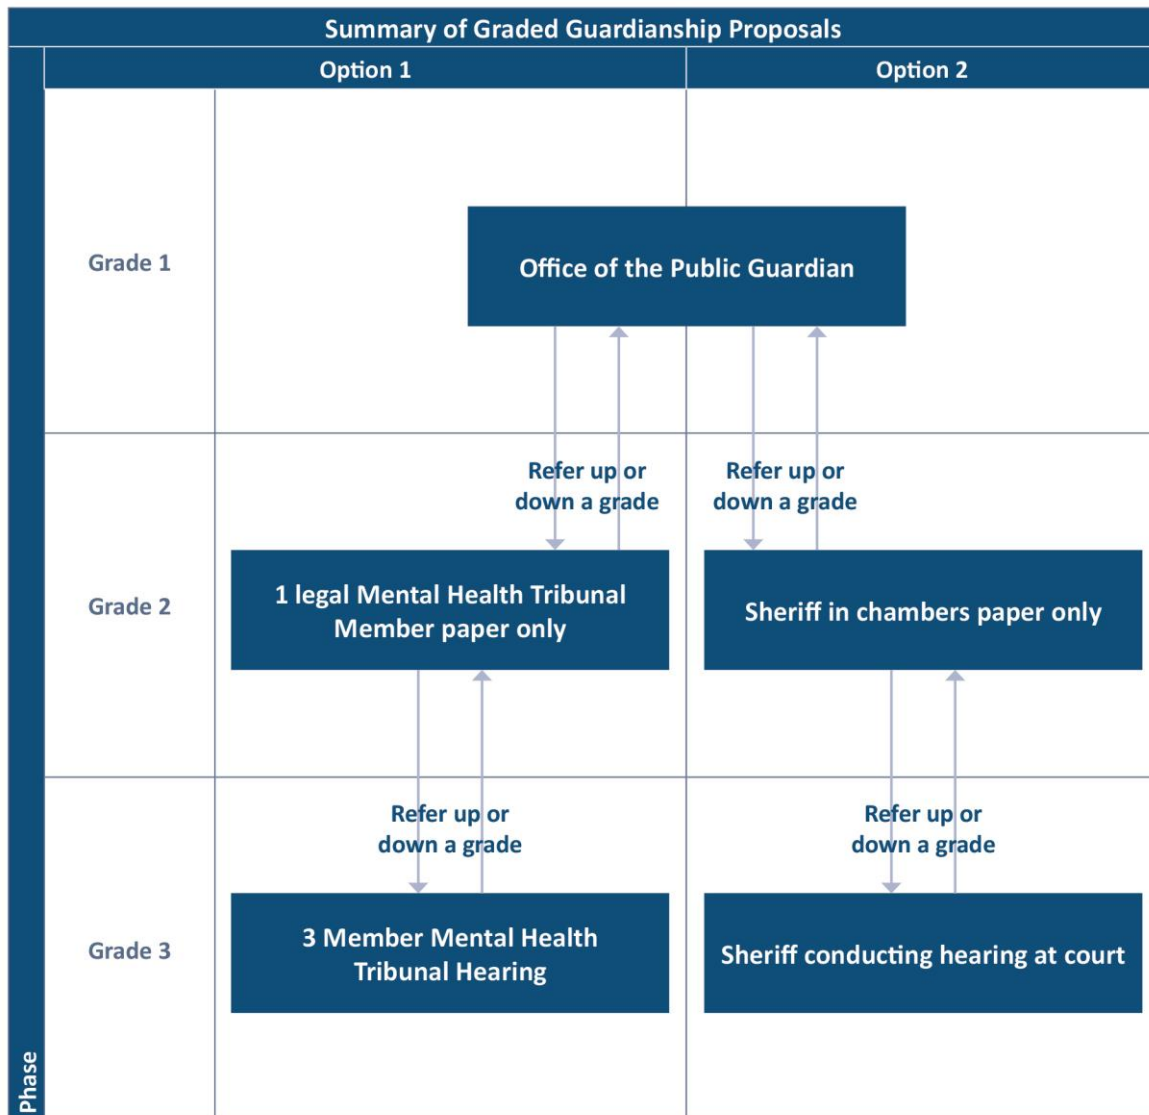 Summary of Graded Guardianship Proposals
Option 1
Option 2
Grade 1
Office of the Public Guardian
Refer up or
down a grade
Refer up or
down a grade
Grade 2
1 legal Mental Health Tribunal
Member paper only
Sheriff in chambers paper only
Refer up or
down a grade
Refer up or
down a grade
Grade 3
3 Member Mental Health
Tribunal Hearing
Sheriff conducting hearing at court
Phase